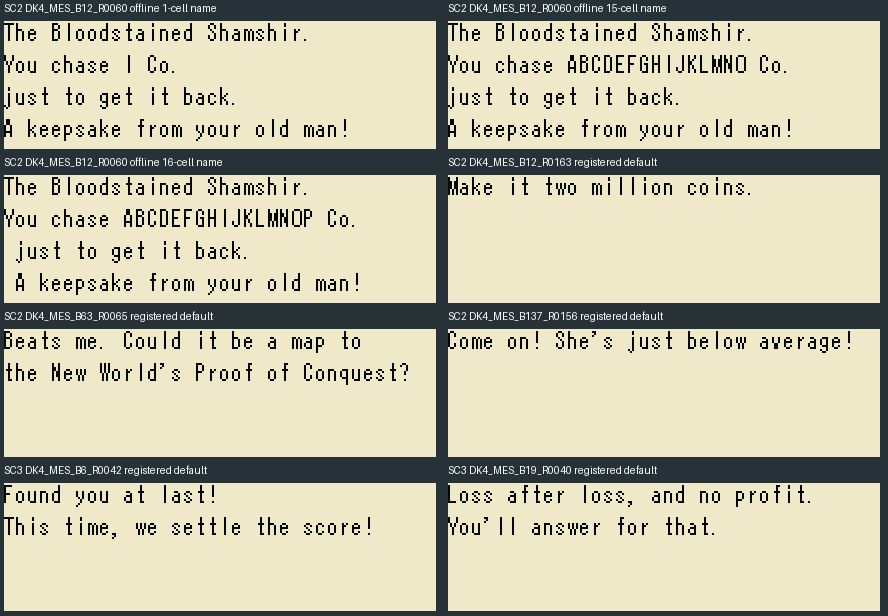 SC2 DK4_MES_B12_R0060 offline 1-cell name
The Bloodstained Shamshir.
You chase I Co.
just to get it back.
A keepsake from your old man!
SC2 DK4_MES_B12_R0060 offline 15-cell name
The Bloodstained Shamshir.
You chase ABCDEFGHIJKLMNO Co.
just to get it back.
A keepsake from your old man!
SC2 DK4_MES_B12_R0060 offline 16-cell name
The Bloodstained Shamshir.
You chase ABCDEFGHIJKLMNOP Co.
just to get it back.
A keepsake from your old man!
SC2 DK4_MES_B12_R0163 registered default
Make it two million coins.
SC2 DK4_MES_B63_R0065 registered default
Beats me. Could it be a map to
the New World's Proof of Conquest?
SC2 DK4_MES_B137_R0156 registered default
Come on! She's just below average!
SC3 DK4_MES_B6_R0042 registered default
Found you at last!
This time, we settle the score!
SC3 DK4_MES_B19_R0040 registered default
Loss after loss, and no profit.
You'll answer for that.